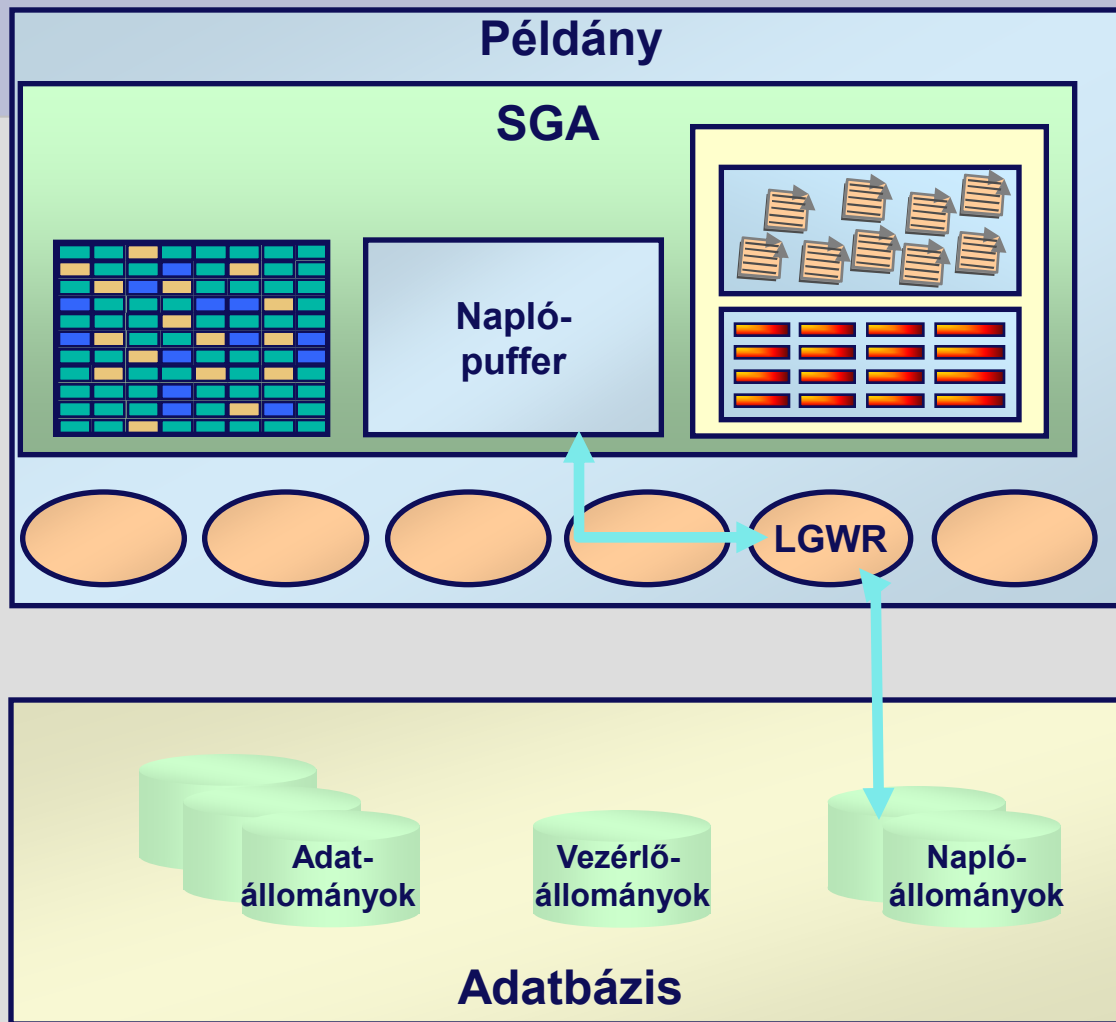 Példány
SGA
Napló-
puffer
LGWR
Adat-
állományok
Vezérlő-
állományok
Napló-
állományok
Adatbázis